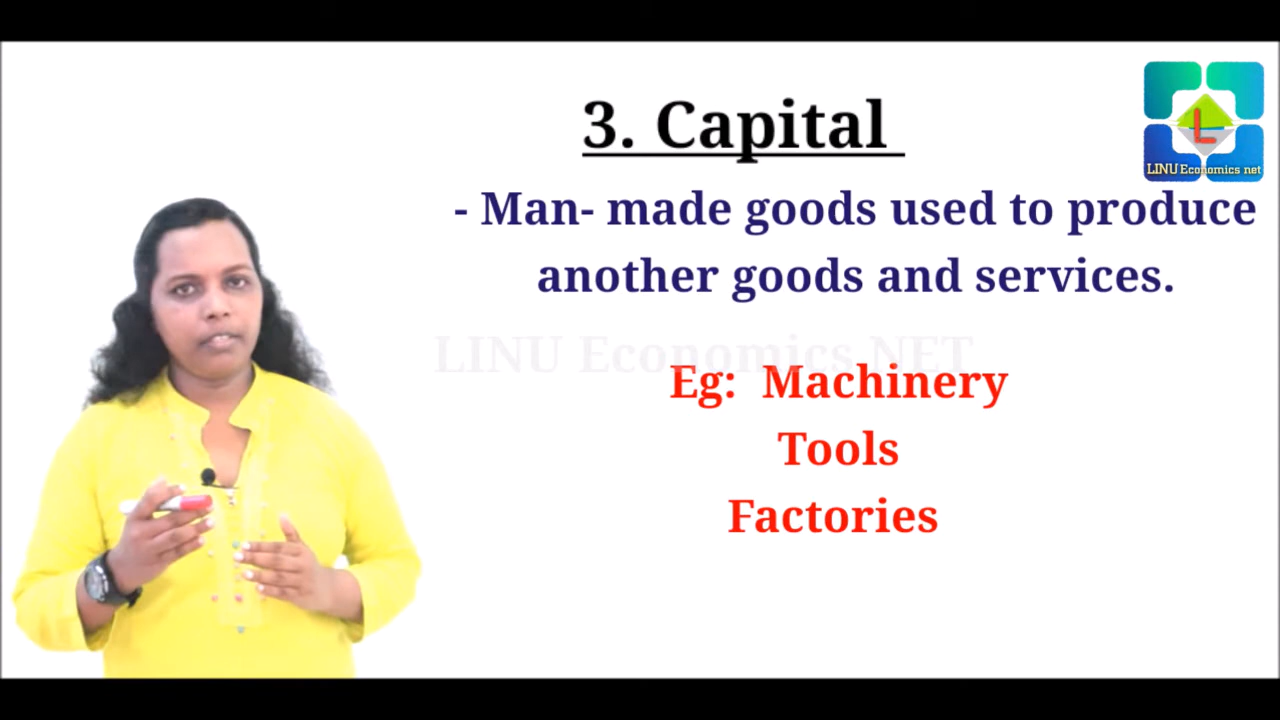 3. Capital
LINU Economics net
- Man- made goods used to produce
another goods and services.
LINU Economics.NET
Eg: Machinery
Tools
Factories